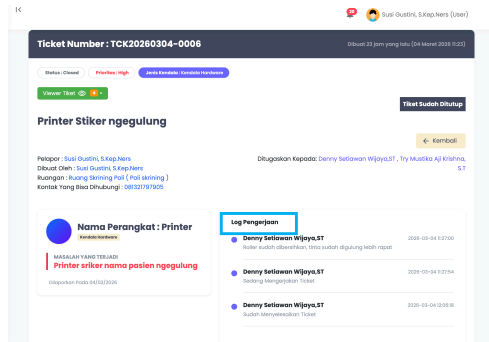 20
Susi Gustini, S.Kep.Ners (User)
Ticket Number : TCK20260304-0006
Dibuat 23 jam yang lalu (04 Maret 2026 11:23)
Status : Closed
Prioritas : High
Jenis Kendala : Kendala Hardware
Viewer Tiket 4
Tiket Sudah Ditutup
Printer Stiker ngegulung
← Kembali
Pelapor : Susi Gustini, S.Kep.Ners
Dibuat Oleh : Susi Gustini, S.Kep.Ners
Ruangan : Ruang Skrining Poli ( Poli skrining )
Kontak Yang Bisa Dihubungi : 081321797905
Ditugaskan Kepada: Denny Setiawan Wijaya,ST , Try Mustika Aji Krishna,
S.T
Nama Perangkat : Printer
Kendala Hardware
MASALAH YANG TERJADI
Printer sriker nama pasien ngegulung
Dilaporkan Pada 04/03/2026
Log Pengerjaan
Denny Setiawan Wijaya,ST 2026-03-04 11:27:00
Roller sudah dibersihkan, tinta sudah digulung lebih rapat
Denny Setiawan Wijaya,ST 2026-03-04 11:27:54
Sedang Mengerjakan Ticket
Denny Setiawan Wijaya,ST 2026-03-04 12:09:18
Sudah Menyelesaikan Ticket